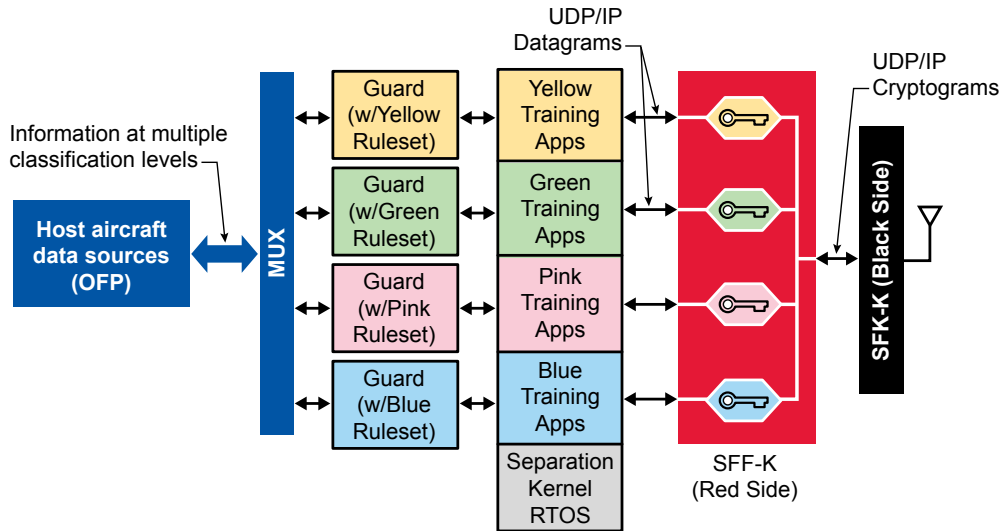 UDP/IP
Datagrams
UDP/IP
Cryptograms
Information at multiple
classification levels
Host aircraft
data sources
(OFP)
MUX
Guard
(w/Yellow
Ruleset)
Yellow
Training
Apps
Guard
(w/Green
Ruleset)
Green
Training
Apps
Guard
(w/Pink
Ruleset)
Pink
Training
Apps
Guard
(w/Blue
Ruleset)
Blue
Training
Apps
Separation
Kernel
RTOS
SFF-K
(Red Side)
SFK-K (Black Side)